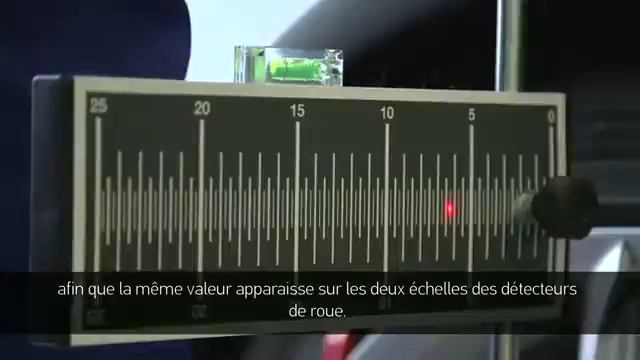 25 20 15 10 5 0
afin que la même valeur apparaisse sur les deux échelles des détecteurs
de roue.